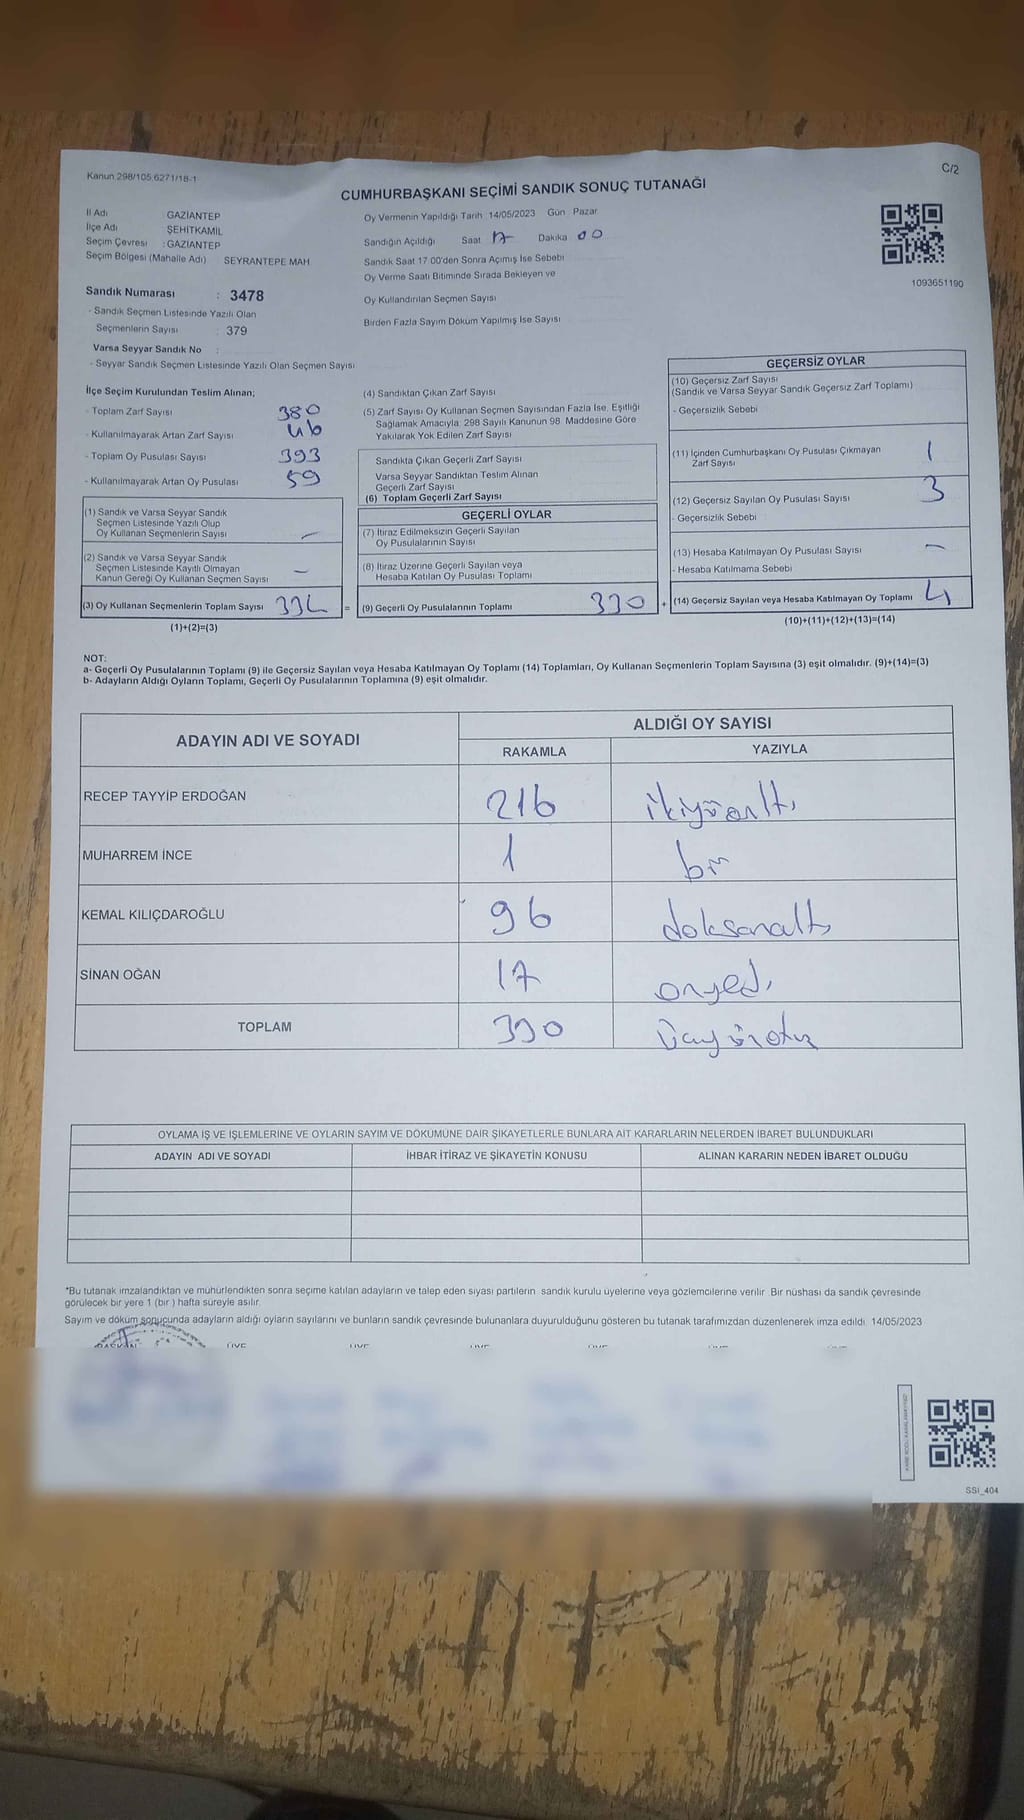 Kanun 298/105 6271/18-1
C/2
CUMHURBAŞKANI SEÇİMİ SANDIK SONUÇ TUTANAĞI
İl Adı : GAZİANTEP
İlçe Adı : ŞEHİTKAMİL
Seçim Çevresi : GAZİANTEP
Seçim Bölgesi (Mahalle Adı) SEYRANTEPE MAH
Sandık Numarası : 3478
- Sandık Seçmen Listesinde Yazılı Olan
Seçmenlerin Sayısı : 379
Varsa Seyyar Sandık No :
- Seyyar Sandık Seçmen Listesinde Yazılı Olan Seçmen Sayısı
Oy Vermenin Yapıldığı Tarih 14/05/2023 Gün Pazar
Sandığın Açıldığı Saat 17 Dakika 00
Sandık Saat 17 00'den Sonra Açımış İse Sebebi
Oy Verme Saati Bitiminde Sırada Bekleyen ve
Oy Kullandırılan Seçmen Sayısı
Birden Fazla Sayım Döküm Yapılmış İse Sayısı
1093651190
İlçe Seçim Kurulundan Teslim Alınan;
- Toplam Zarf Sayısı 380
- Kullanılmayarak Artan Zarf Sayısı 46
- Toplam Oy Pusulası Sayısı 393
- Kullanılmayarak Artan Oy Pusulası 59
(1) Sandık ve Varsa Seyyar Sandık
Seçmen Listesinde Yazılı Olup
Oy Kullanan Seçmenlerin Sayısı –
(2) Sandık ve Varsa Seyyar Sandık
Seçmen Listesinde Kayıtlı Olmayan
Kanun Gereği Oy Kullanan Seçmen Sayısı –
(3) Oy Kullanan Seçmenlerin Toplam Sayısı 334 =
(1)+(2)=(3)
(4) Sandıktan Çıkan Zarf Sayısı
(5) Zarf Sayısı Oy Kullanan Seçmen Sayısından Fazla İse, Eşitliği
Sağlamak Amacıyla, 298 Sayılı Kanunun 98 Maddesine Göre
Yakılarak Yok Edilen Zarf Sayısı
Sandıkta Çıkan Geçerli Zarf Sayısı
Varsa Seyyar Sandıktan Teslim Alınan
Geçerli Zarf Sayısı
(6) Toplam Geçerli Zarf Sayısı
GEÇERLİ OYLAR
(7) İtiraz Edilmeksizin Geçerli Sayılan
Oy Pusulalarının Sayısı
(8) İtiraz Üzerine Geçerli Sayılan veya
Hesaba Katılan Oy Pusulası Toplamı
(9) Geçerli Oy Pusulalarının Toplamı 330 +
GEÇERSİZ OYLAR
(10) Geçersiz Zarf Sayısı
(Sandık ve Varsa Seyyar Sandık Geçersiz Zarf Toplamı)
- Geçersizlik Sebebi
(11) İçinden Cumhurbaşkanı Oy Pusulası Çıkmayan
Zarf Sayısı 1
(12) Geçersiz Sayılan Oy Pusulası Sayısı 3
- Geçersizlik Sebebi
(13) Hesaba Katılmayan Oy Pusulası Sayısı –
- Hesaba Katılmama Sebebi
(14) Geçersiz Sayılan veya Hesaba Katılmayan Oy Toplamı 4
(10)+(11)+(12)+(13)=(14)
NOT:
a- Geçerli Oy Pusulalarının Toplamı (9) ile Geçersiz Sayılan veya Hesaba Katılmayan Oy Toplamı (14) Toplamları, Oy Kullanan Seçmenlerin Toplam Sayısına (3) eşit olmalıdır. (9)+(14)=(3)
b- Adayların Aldığı Oyların Toplamı, Geçerli Oy Pusulalarının Toplamına (9) eşit olmalıdır.
ADAYIN ADI VE SOYADI ALDIĞI OY SAYISI
RAKAMLA YAZIYLA
RECEP TAYYİP ERDOĞAN 216
MUHARREM İNCE 1 bir
KEMAL KILIÇDAROĞLU 96 doksanaltı
SİNAN OĞAN 17 onyedi
TOPLAM 330 üçyüzotuz
OYLAMA İŞ VE İŞLEMLERİNE VE OYLARIN SAYIM VE DÖKÜMÜNE DAİR ŞİKAYETLERLE BUNLARA AİT KARARLARIN NELERDEN İBARET BULUNDUKLARI
ADAYIN ADI VE SOYADI İHBAR İTİRAZ VE ŞİKAYETİN KONUSU ALINAN KARARIN NEDEN İBARET OLDUĞU
*Bu tutanak imzalandıktan ve mühürlendikten sonra seçime katılan adayların ve talep eden siyasi partilerin sandık kurulu üyelerine veya gözlemcilerine verilir. Bir nüshası da sandık çevresinde
görülecek bir yere 1 (bir) hafta süreyle asılır.
Sayım ve döküm sonucunda adayların aldığı oyların sayılarını ve bunların sandık çevresinde bulunanlara duyurulduğunu gösteren bu tutanak tarafımızdan düzenlenerek imza edildi. 14/05/2023
SSI_404